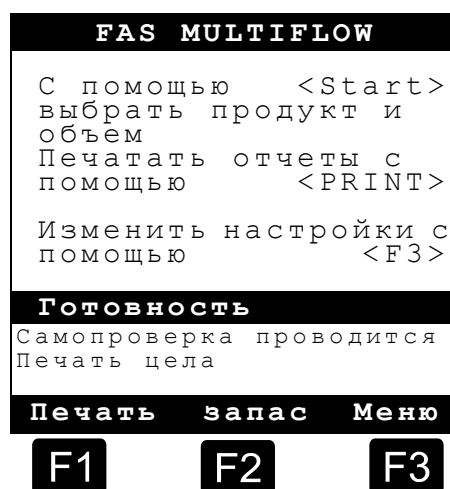 FAS MULTIFLOW
С помощью <Start>
выбрать продукт и
объем
Печатать отчеты с
помощью <PRINT>
Изменить настройки с
помощью <F3>
Готовность
Самопроверка проводится
Печать цела
Печать запас Меню
F1 F2 F3